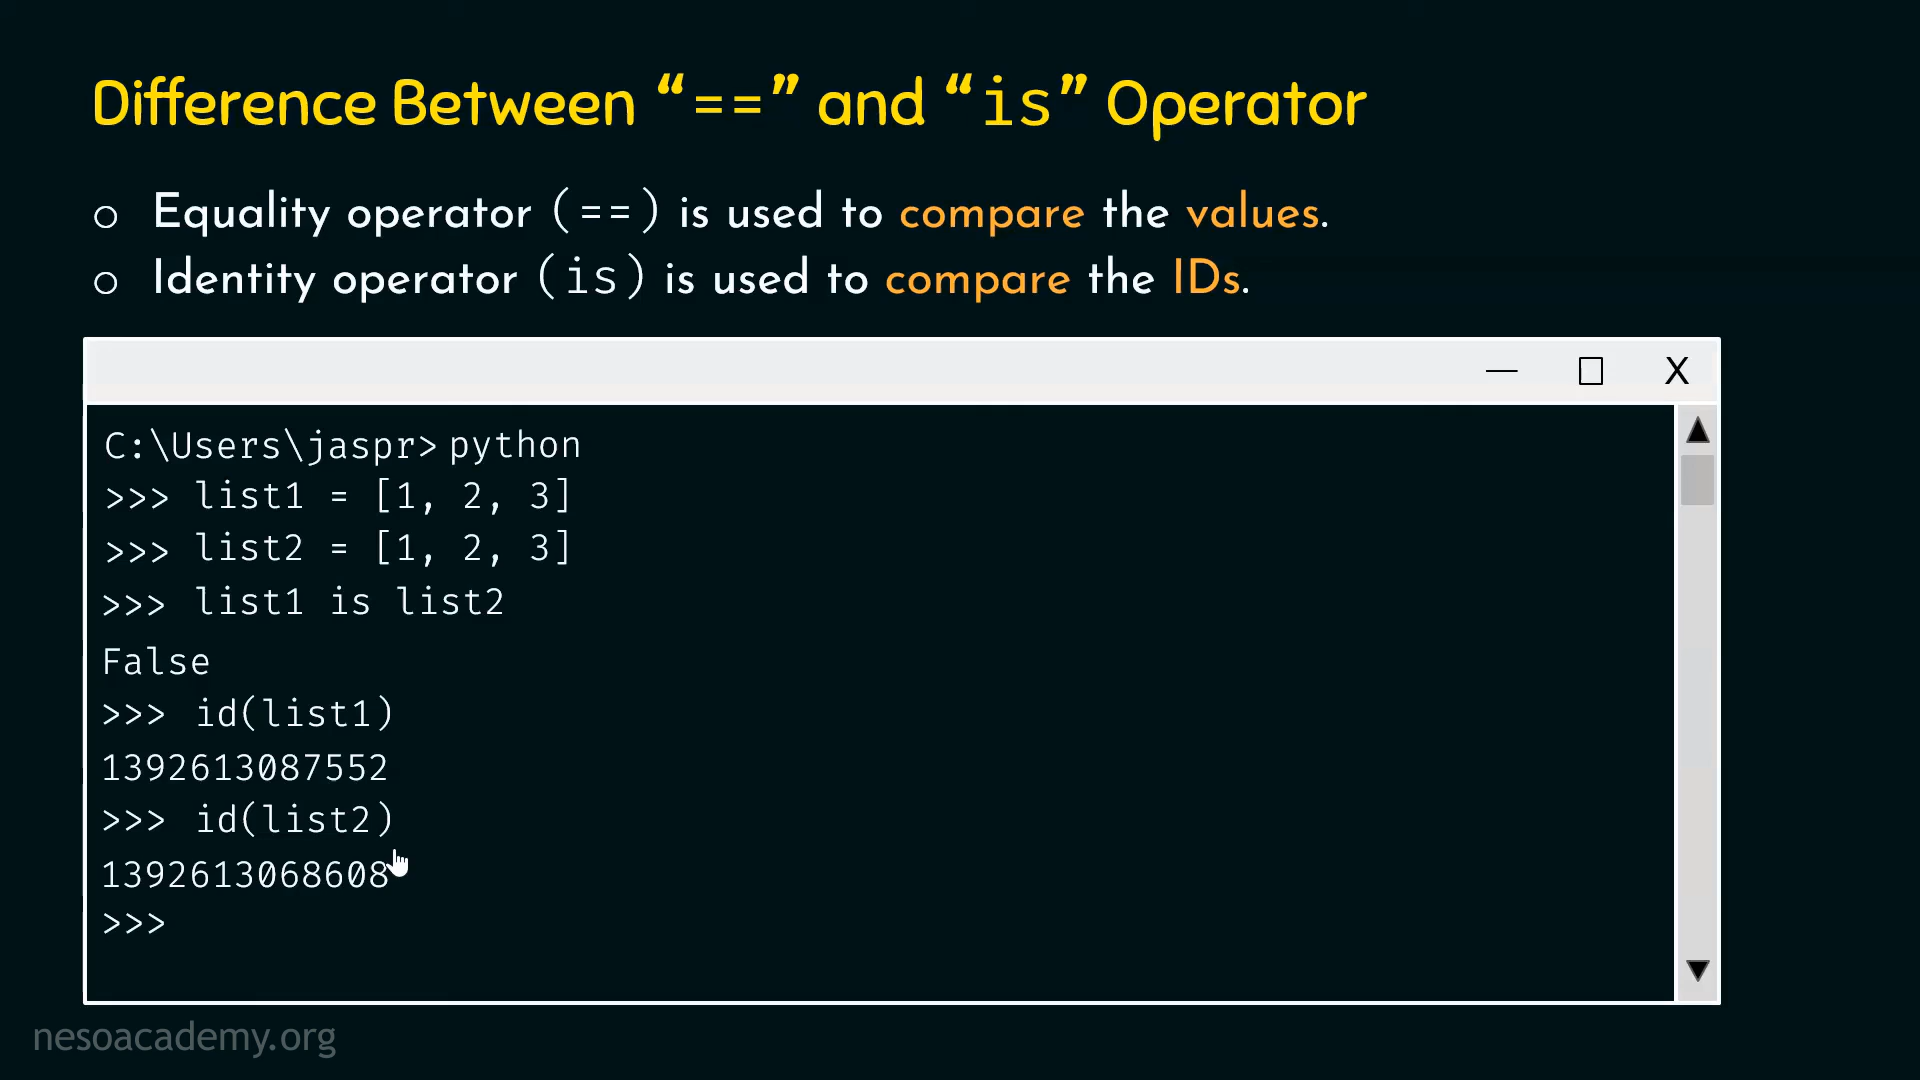 Difference Between “==” and “is” Operator
○ Equality operator (==) is used to compare the values.
○ Identity operator (is) is used to compare the IDs.
X
C:\Users\jaspr> python
>>> list1 = [1, 2, 3]
>>> list2 = [1, 2, 3]
>>> list1 is list2
False
>>> id(list1)
1392613087552
>>> id(list2)
1392613068608
>>>
nesoacademy.org